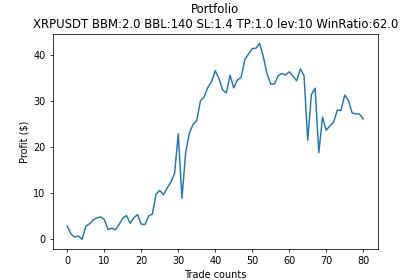 Portfolio
XRPUSDT BBM:2.0 BBL:140 SL:1.4 TP:1.0 lev:10 WinRatio:62.0
Profit ($)
40
30
20
10
0
0 10 20 30 40 50 60 70 80
Trade counts